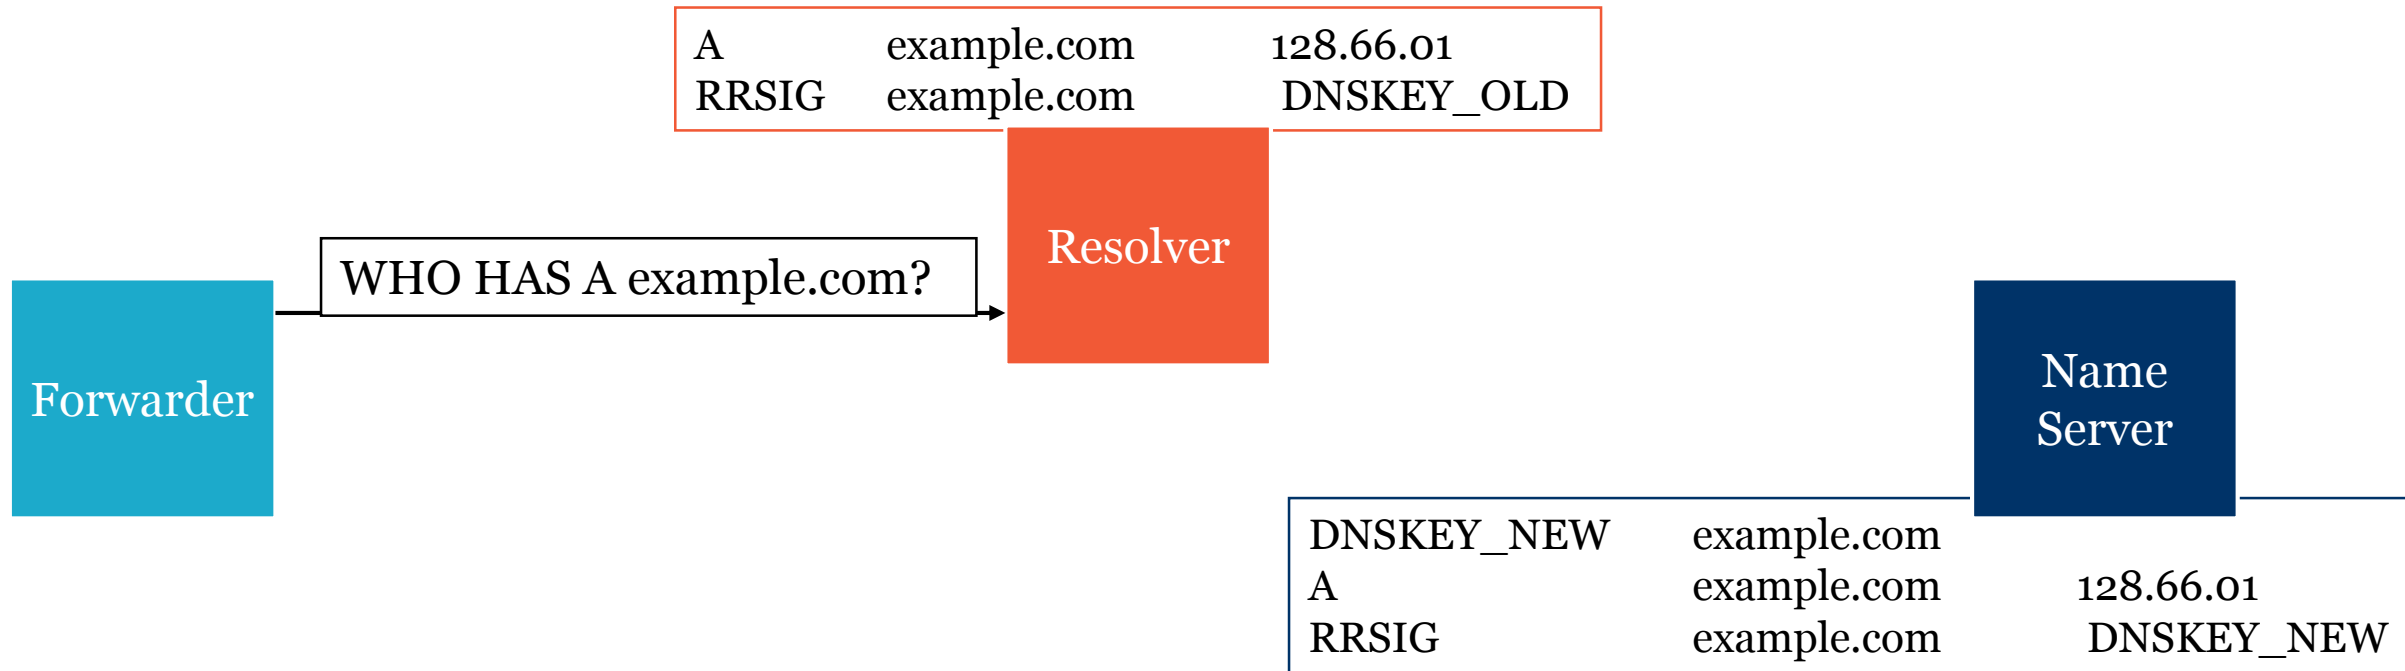 A example.com 128.66.01
RRSIG example.com DNSKEY_OLD
Resolver
WHO HAS A example.com?
Forwarder
Name
Server
DNSKEY_NEW example.com
A example.com 128.66.01
RRSIG example.com DNSKEY_NEW